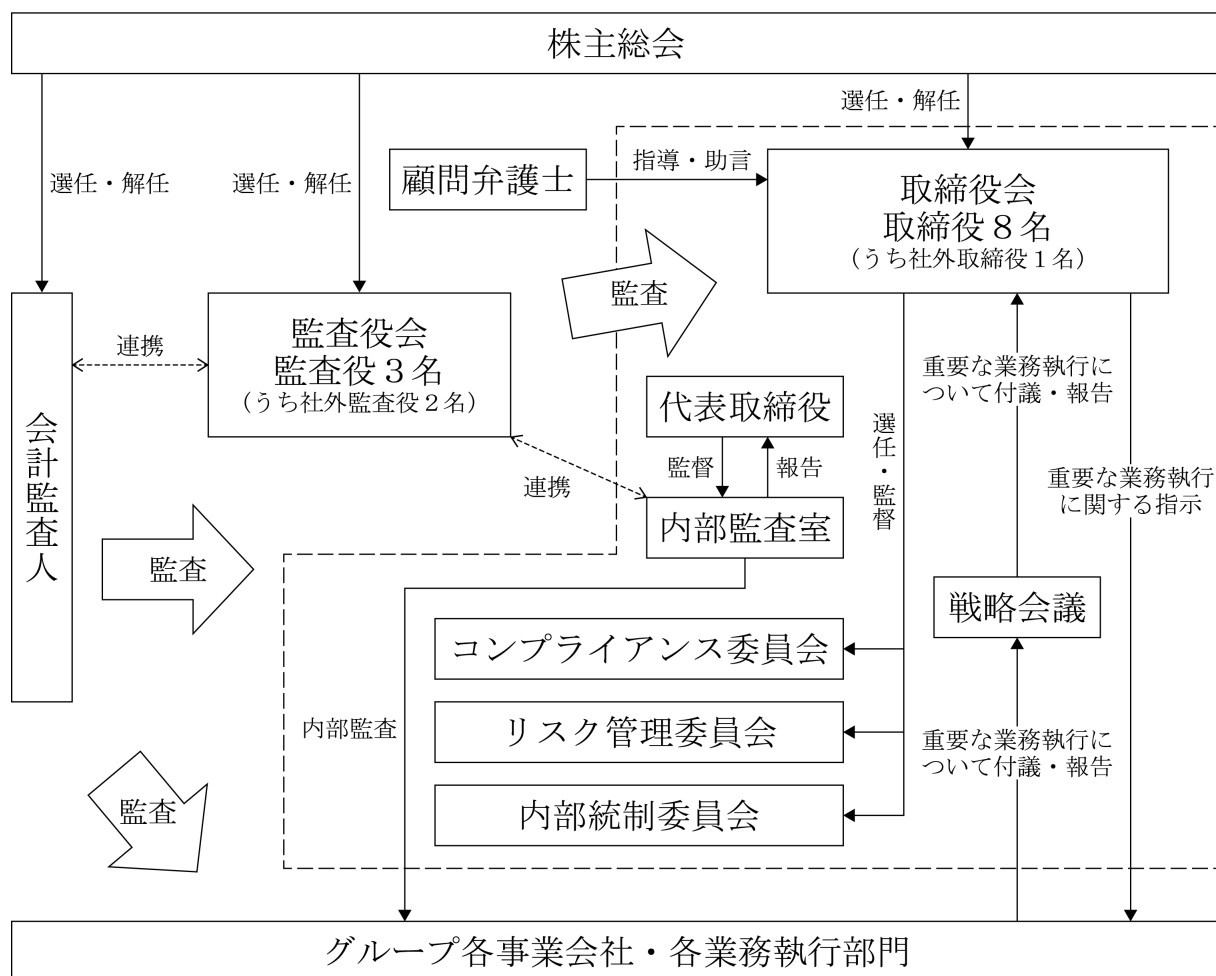 株主総会
選任・解任
選任・解任
選任・解任
顧問弁護士
指導・助言
取締役会
取締役８名
（うち社外取締役１名）
監査
監査役会
監査役３名
（うち社外監査役２名）
連携
会計監査人
代表取締役
監督
報告
連携
内部監査室
選任・監督
重要な業務執行に
ついて付議・報告
重要な業務執行
に関する指示
監査
戦略会議
コンプライアンス委員会
リスク管理委員会
内部統制委員会
内部監査
重要な業務執行に
ついて付議・報告
監査
グループ各事業会社・各業務執行部門